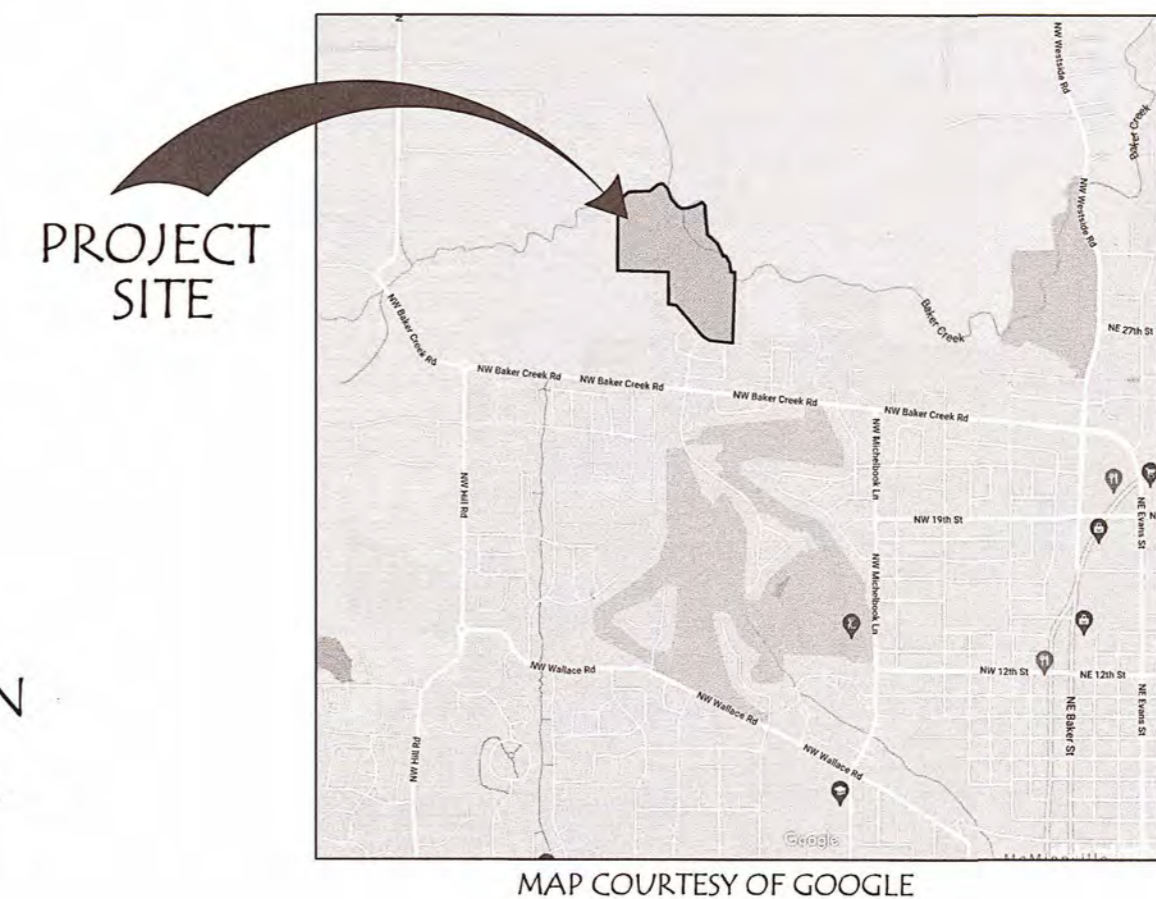 N
NW Westside Rd
Baker Creek
NW Westside Rd
PROJECT
SITE
NW Baker Creek Rd
Baker Creek
NE 27th St
NW Baker Creek Rd
NW Baker Creek Rd
NW Baker Creek Rd
NW Baker Creek Rd
NW Michelbook Ln
NW Hill Rd
NW 19th St
NE Evans St
N
NW Michelbook Ln
NW Wallace Rd
NW 12th St
NE 12th St
N
NW Wallace Rd
NE Baker St
NE Evans St
NW Hill Rd
NW Wallace Rd
Google
MAP COURTESY OF GOOGLE